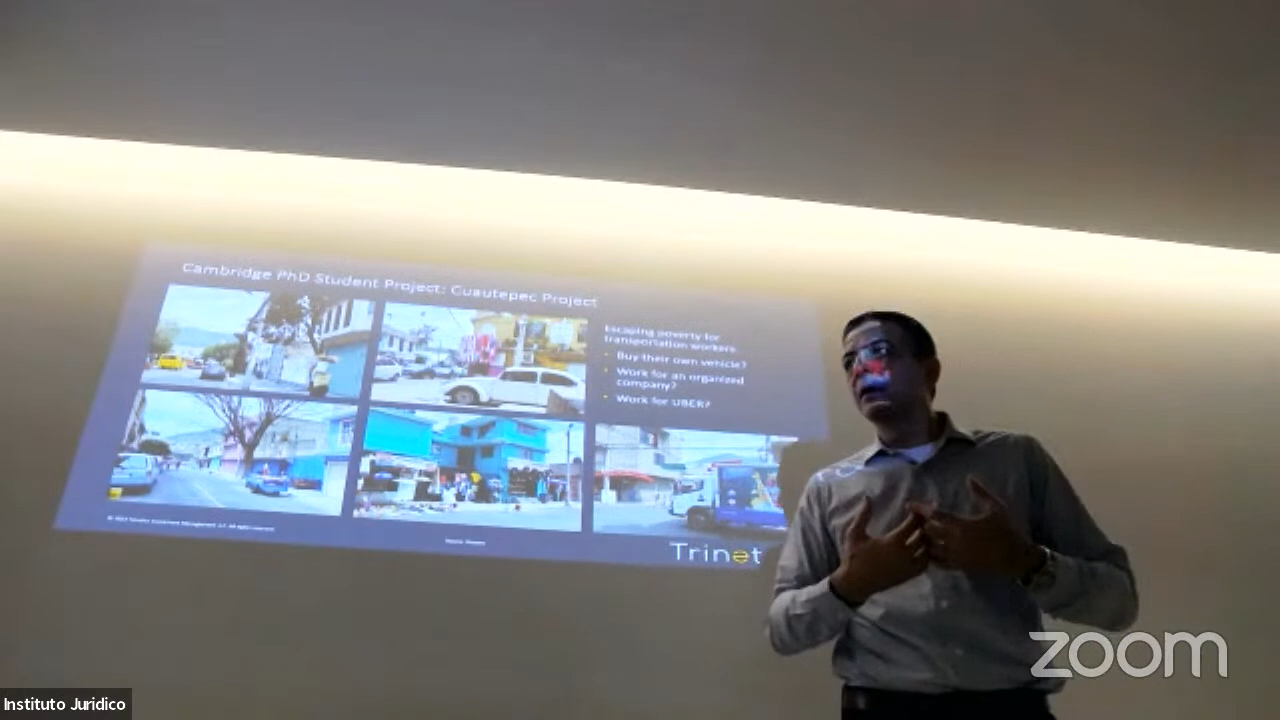 Cambridge PhD Student Project: Cuautepec Project
Escaping poverty for
transportation workers
Buy their own vehicle?
Work for an organized
company?
Work for UBER?
Trinet
zoom
Instituto Juridico